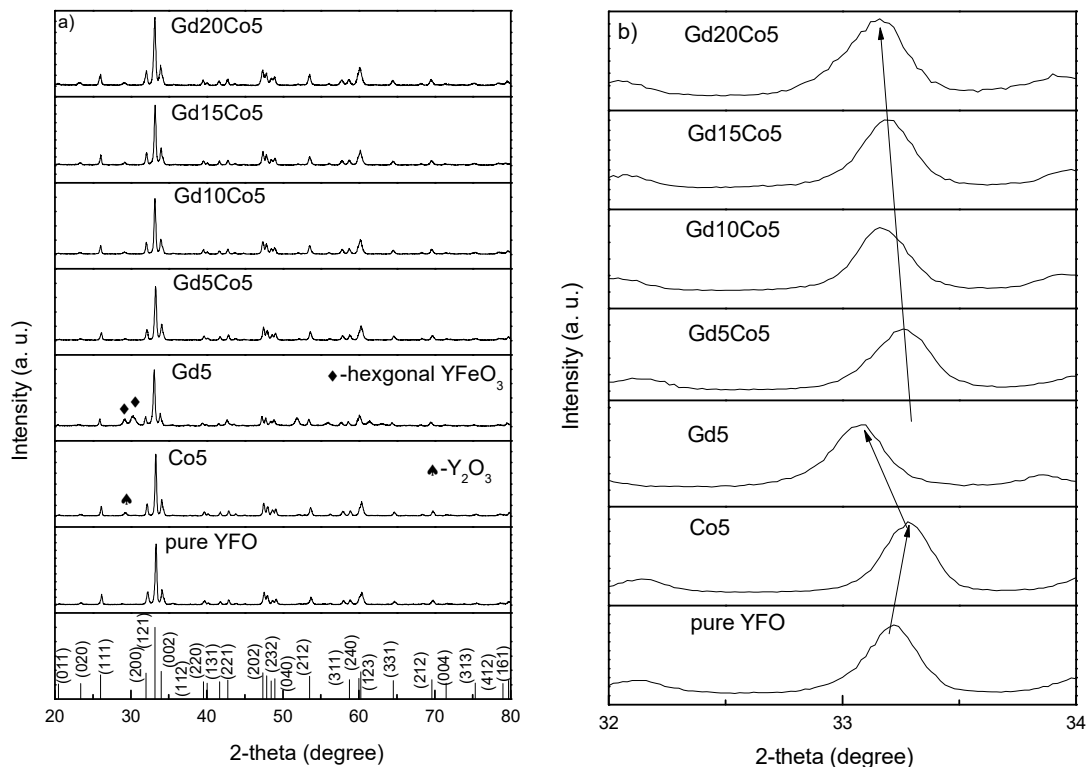 a)
Gd20Co5
Gd15Co5
Gd10Co5
Gd5Co5
Gd5
♦-hexgonal YFeO3
Co5
♠-Y2O3
pure YFO
(011)
(020)
(111)
(200)
(121)
(002)
(112)
(220)
(131)
(221)
(202)
(232)
(040)
(212)
(311)
(240)
(123)
(331)
(212)
(004)
(313)
(412)
(161)
20 30 40 50 60 70 80
2-theta (degree)
Intensity (a. u.)
b)
Gd20Co5
Gd15Co5
Gd10Co5
Gd5Co5
Gd5
Co5
pure YFO
32 33 34
2-theta (degree)
Intensity (a. u.)